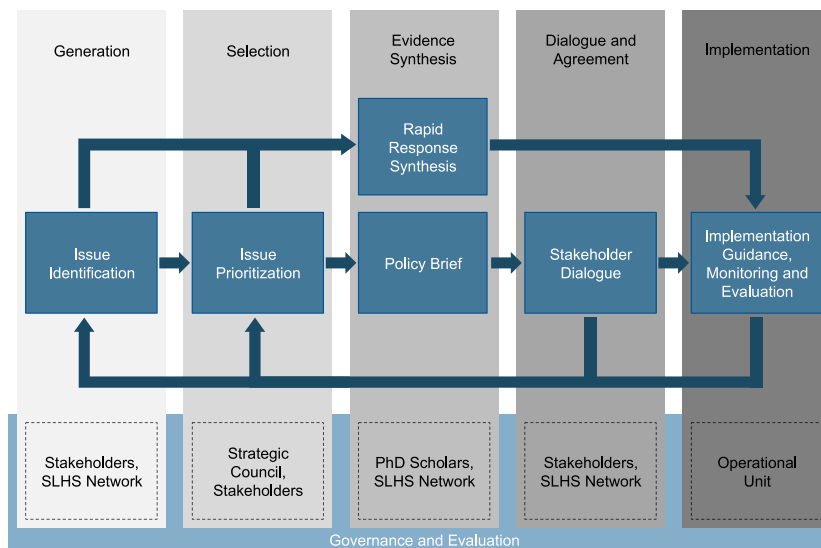 Generation
Selection
Evidence
Synthesis
Dialogue and
Agreement
Implementation
Rapid
Response
Synthesis
Issue
Identification
Issue
Prioritization
Policy Brief
Stakeholder
Dialogue
Implementation
Guidance,
Monitoring and
Evaluation
Stakeholders,
SLHS Network
Strategic
Council,
Stakeholders
PhD Scholars,
SLHS Network
Stakeholders,
SLHS Network
Operational
Unit
Governance and Evaluation